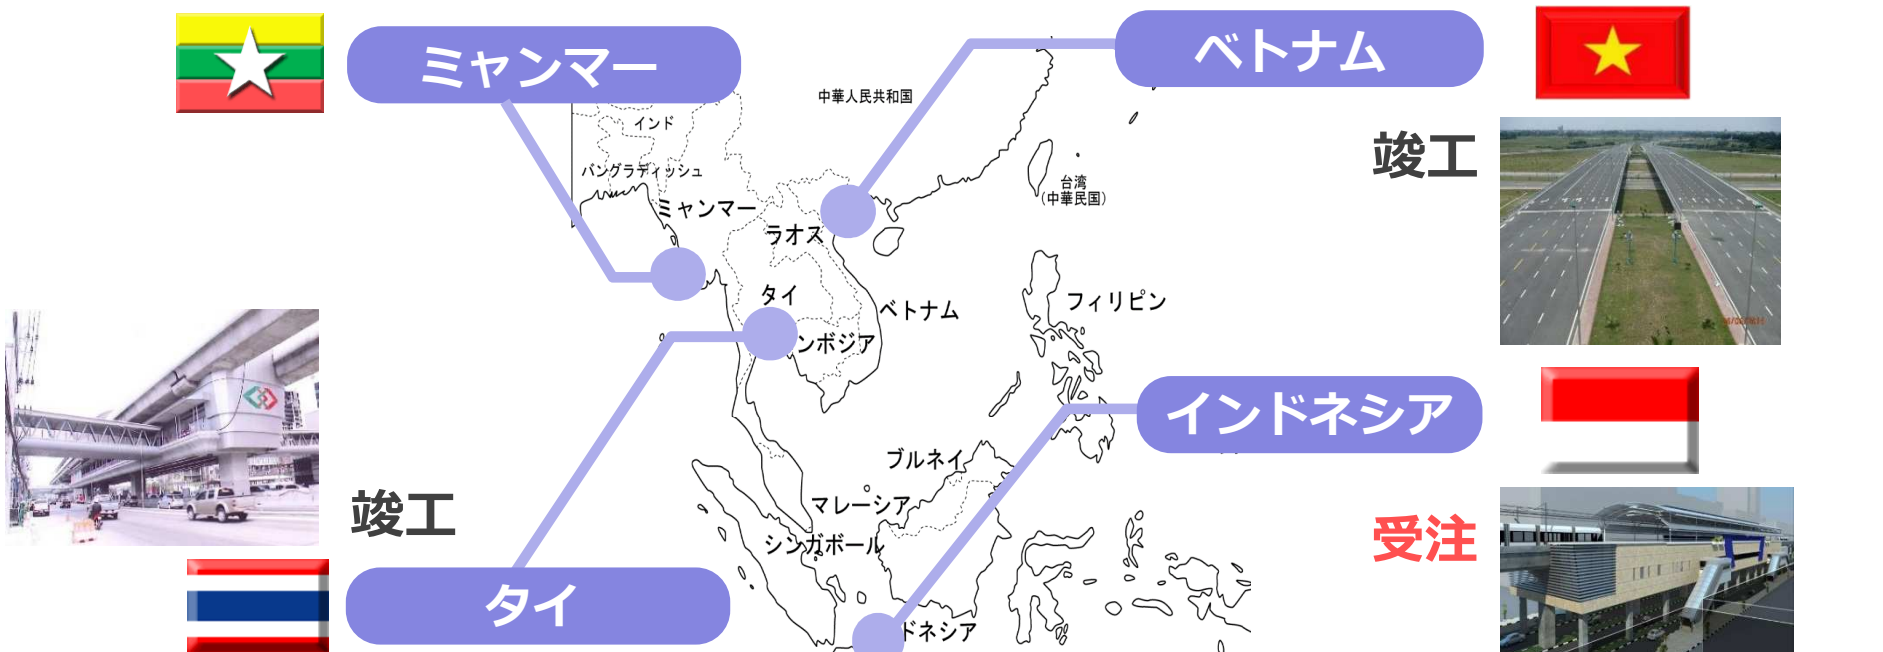 ミャンマー
ベトナム
中華人民共和国
インド
バングラディッシュ
竣工
台湾
(中華民国)
ミャンマー
ラオス
タイ
ベトナム
フィリピン
ンボジア
インドネシア
ブルネイ
マレーシア
シンガポール
竣工
受注
タイ
ドネシア